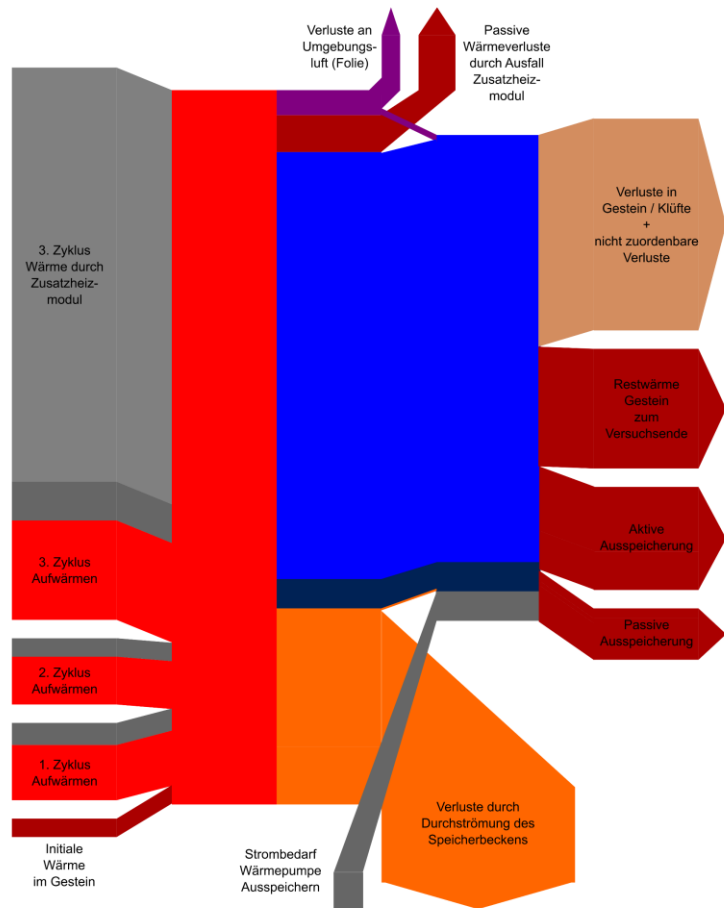 Verluste an
Umgebungs-
luft (Folie)
Passive
Wärmeverluste
durch Ausfall
Zusatzheiz-
modul
3. Zyklus
Wärme durch
Zusatzheiz-
modul
Verluste in
Gestein / Klüfte
+
nicht zuordenbare
Verluste
Restwärme
Gestein
zum
Versuchsende
3. Zyklus
Aufwärmen
Aktive
Ausspeicherung
2. Zyklus
Aufwärmen
Passive
Ausspeicherung
1. Zyklus
Aufwärmen
Verluste durch
Durchströmung des
Speicherbeckens
Initiale
Wärme
im Gestein
Strombedarf
Wärmepumpe
Ausspeichern